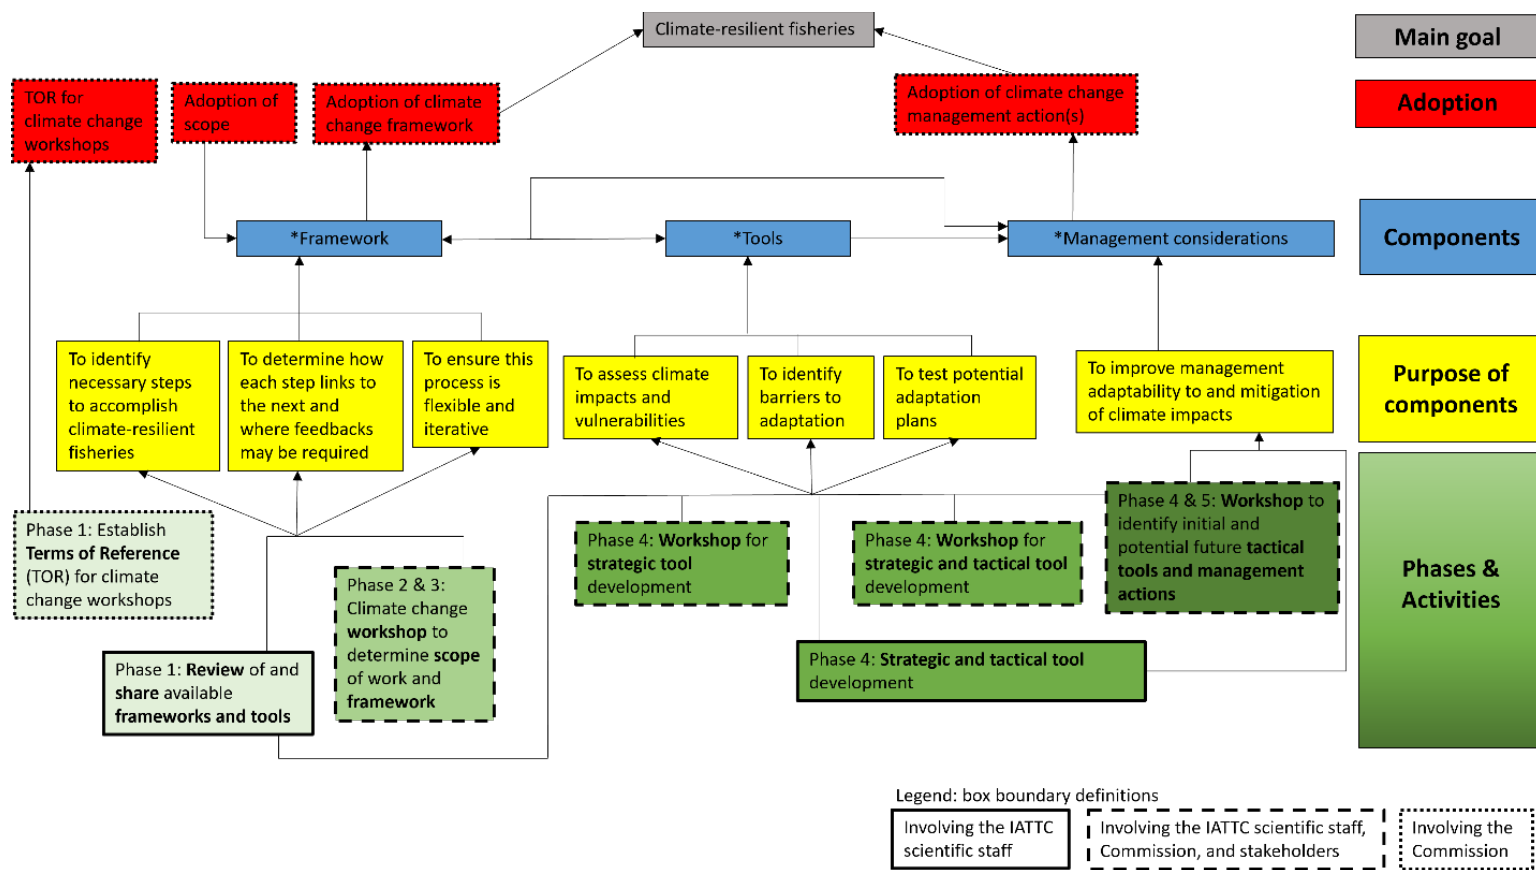 Climate-resilient fisheries
Main goal
TOR for
climate change
workshops
Adoption of
scope
Adoption of climate
change framework
Adoption of climate change
management action(s)
Adoption
*Framework
*Tools
*Management considerations
Components
To identify
necessary steps
to accomplish
climate-resilient
fisheries
To determine how
each step links to
the next and
where feedbacks
may be required
To ensure this
process is
flexible and
iterative
To assess climate
impacts and
vulnerabilities
To identify
barriers to
adaptation
To test potential
adaptation
plans
To improve management
adaptability to and mitigation
of climate impacts
Purpose of
components
Phase 1: Establish
Terms of Reference
(TOR) for climate
change workshops
Phase 1: Review of and
share available
frameworks and tools
Phase 2 & 3:
Climate change
workshop to
determine scope
of work and
framework
Phase 4: Workshop for
strategic tool
development
Phase 4: Workshop for
strategic and tactical tool
development
Phase 4: Strategic and tactical tool
development
Phase 4 & 5: Workshop to
identify initial and
potential future tactical
tools and management
actions
Phases &
Activities
Legend: box boundary definitions
Involving the IATTC
scientific staff
Involving the IATTC scientific staff,
Commission, and stakeholders
Involving the
Commission